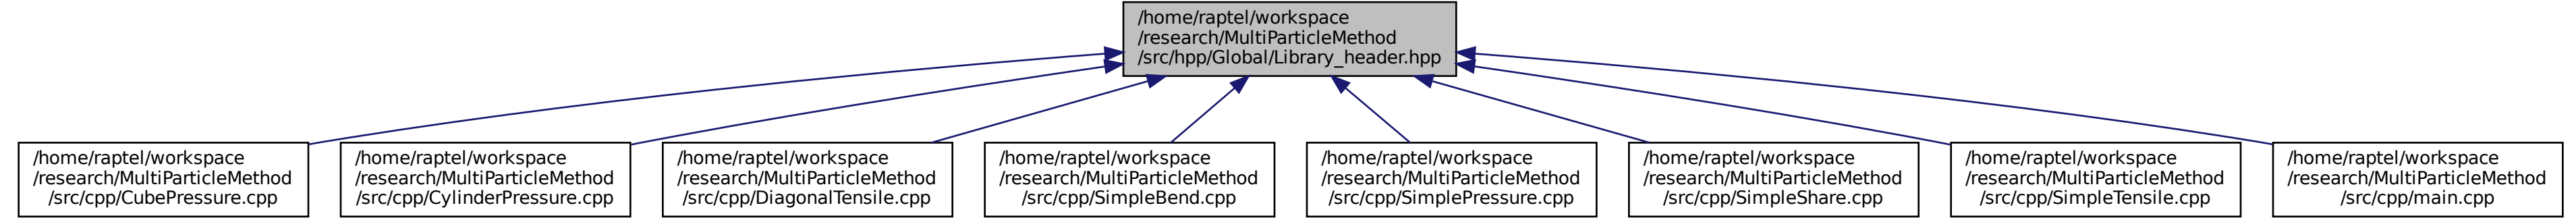 /home/raptel/workspace
/research/MultiParticleMethod
/src/hpp/Global/Library_header.hpp
/home/raptel/workspace
/research/MultiParticleMethod
/src/cpp/CubePressure.cpp
/home/raptel/workspace
/research/MultiParticleMethod
/src/cpp/CylinderPressure.cpp
/home/raptel/workspace
/research/MultiParticleMethod
/src/cpp/DiagonalTensile.cpp
/home/raptel/workspace
/research/MultiParticleMethod
/src/cpp/SimpleBend.cpp
/home/raptel/workspace
/research/MultiParticleMethod
/src/cpp/SimplePressure.cpp
/home/raptel/workspace
/research/MultiParticleMethod
/src/cpp/SimpleShare.cpp
/home/raptel/workspace
/research/MultiParticleMethod
/src/cpp/SimpleTensile.cpp
/home/raptel/workspace
/research/MultiParticleMethod
/src/cpp/main.cpp